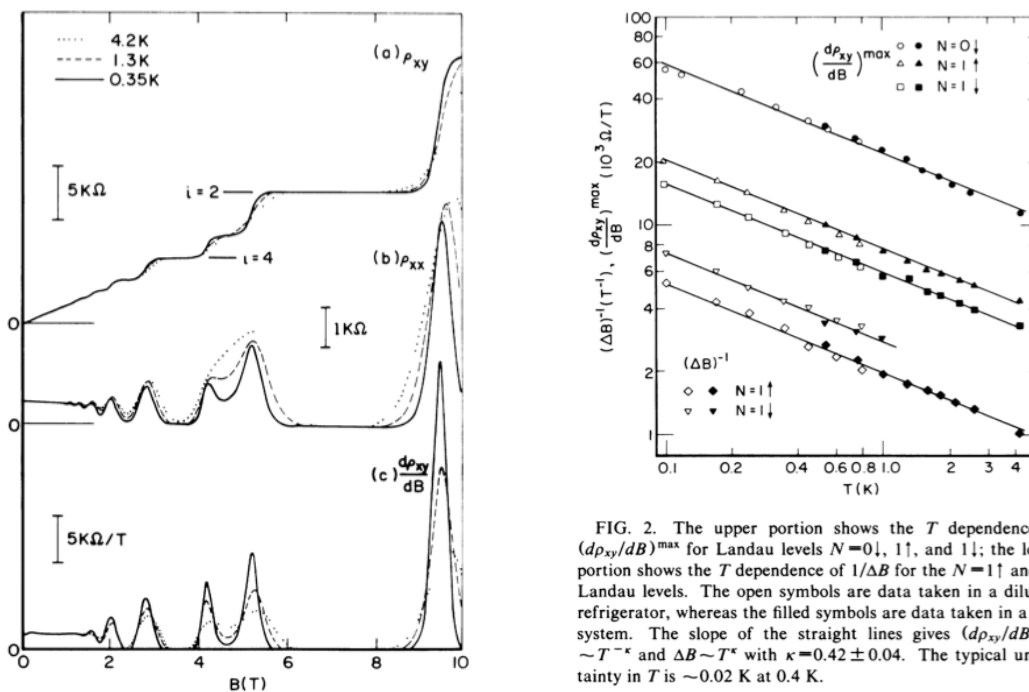 4.2K
1.3K
0.35K
(a) ρxy
5KΩ
i=2
i=4
0
(b) ρxx
1KΩ
0
(c) dρxy/dB
5KΩ/T
0
0 2 4 6 8 10
B(T)
100
80
60
40
20
10
8
6
4
2
1
(ΔB)⁻¹ (T⁻¹), (dρxy/dB)max (10³ Ω/T)
(dρxy/dB)max
N=0↓
N=1↑
N=1↓
(ΔB)⁻¹
N=1↑
N=1↓
0.1 0.2 0.4 0.6 0.8 1.0 2 3 4
T(K)
FIG. 2. The upper portion shows the T dependence
(dρxy/dB)max for Landau levels N=0↓, 1↑, and 1↓; the
portion shows the T dependence of 1/ΔB for the N=1↑
Landau levels. The open symbols are data taken in a
refrigerator, whereas the filled symbols are data taken in a
system. The slope of the straight lines gives (dρxy/dB)
~T⁻κ and ΔB~Tκ with κ=0.42±0.04. The typical
tainty in T is ~0.02 K at 0.4 K.